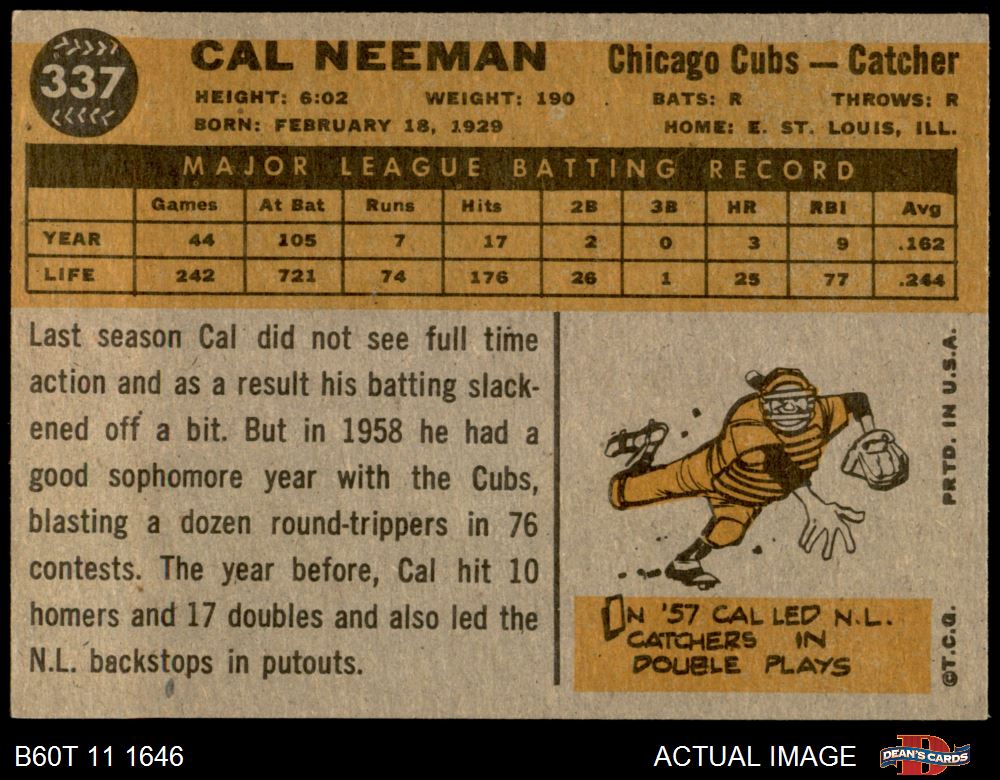 337
CAL NEEMAN
Chicago Cubs — Catcher
HEIGHT: 6:02 WEIGHT: 190 BATS: R THROWS: R
BORN: FEBRUARY 18, 1929 HOME: E. ST. LOUIS, ILL.
MAJOR LEAGUE BATTING RECORD
Games At Bat Runs Hits 2B 3B HR RBI Avg
YEAR 44 105 7 17 2 0 3 9 .162
LIFE 242 721 74 176 26 1 25 77 .244
Last season Cal did not see full time
action and as a result his batting slack-
ened off a bit. But in 1958 he had a
good sophomore year with the Cubs,
blasting a dozen round-trippers in 76
contests. The year before, Cal hit 10
homers and 17 doubles and also led the
N.L. backstops in putouts.
IN '57 CAL LED N.L.
CATCHERS IN
DOUBLE PLAYS
©T.C.G. PRTD. IN U.S.A.
B60T 11 1646 ACTUAL IMAGE
DEAN'S CARDS